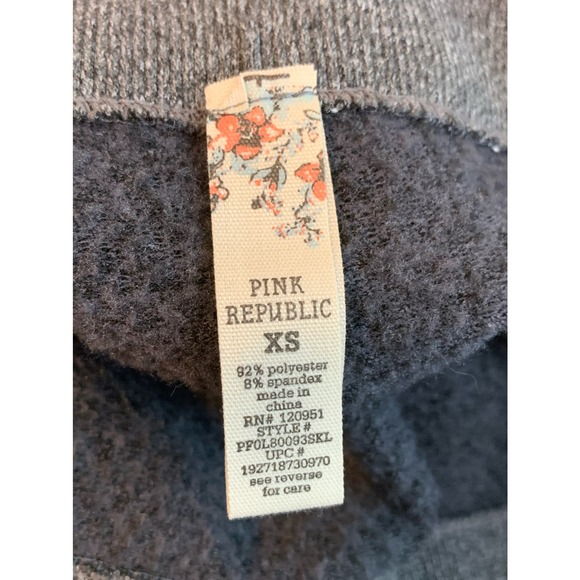 PINK
REPUBLIC
XS
92% polyester
8% spandex
made in
china
RN# 120951
STYLE #
PF0L80093SKL
UPC #
192718730970
see reverse
for care